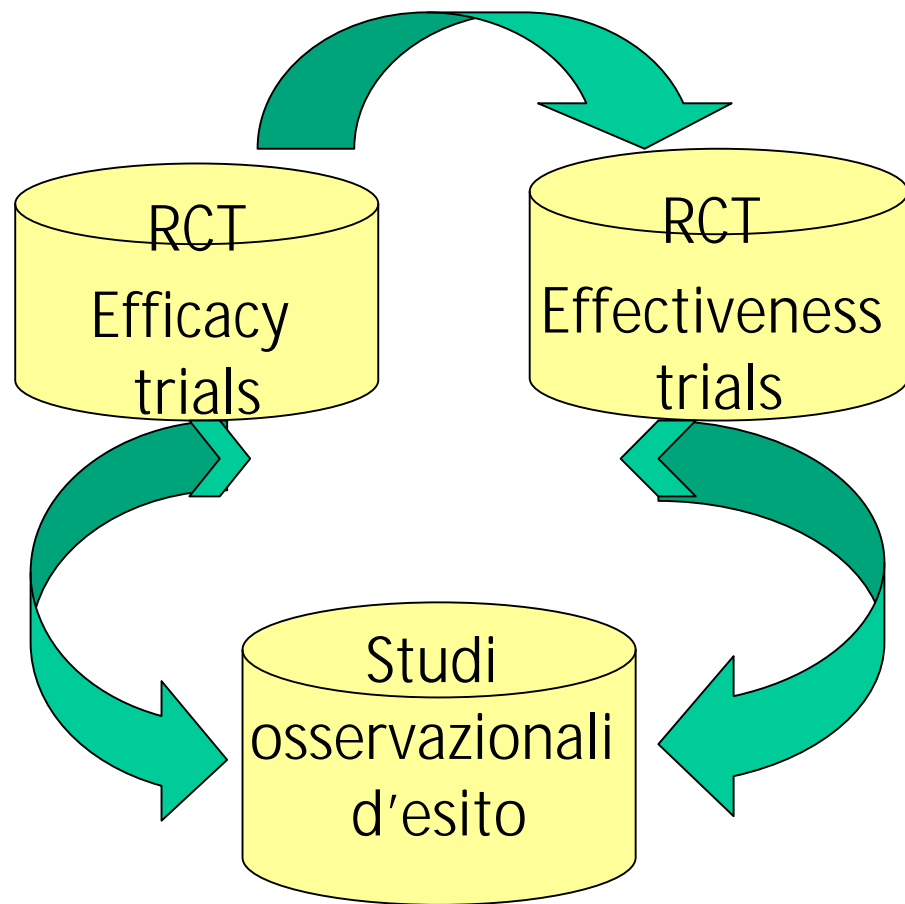 RCT
Efficacy
trials
RCT
Effectiveness
trials
Studi
osservazionali
d'esito